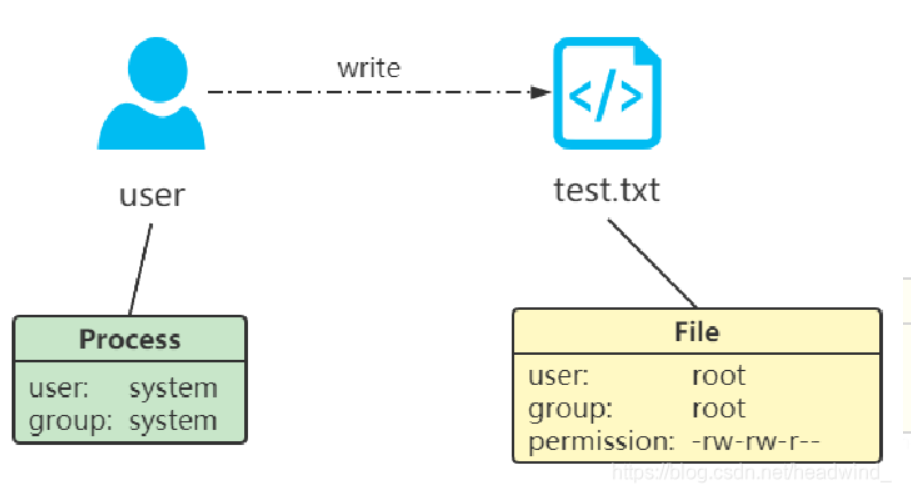 write
user
test.txt
Process
user: system
group: system
File
user: root
group: root
permission: -rw-rw-r--
https://blog.csdn.net/headwind_